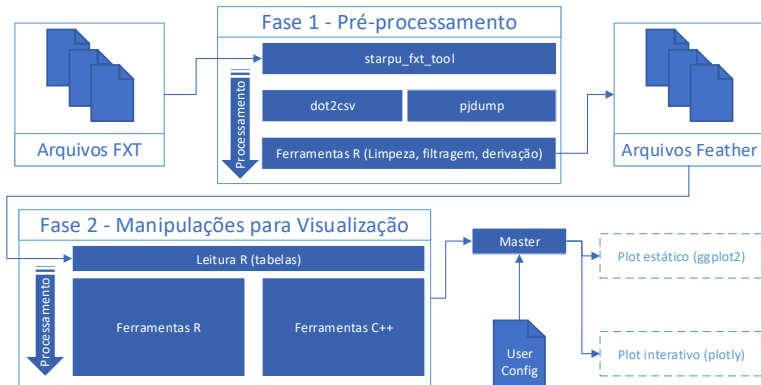 Fase 1 - Pré-processamento
starpu_fxt_tool
dot2csv
pjdump
Ferramentas R (Limpeza, filtragem, derivação)
Processamento
Arquivos FXT
Arquivos Feather
Fase 2 - Manipulações para Visualização
Leitura R (tabelas)
Ferramentas R
Ferramentas C++
Processamento
Master
User
Config
Plot estático (ggplot2)
Plot interativo (plotly)